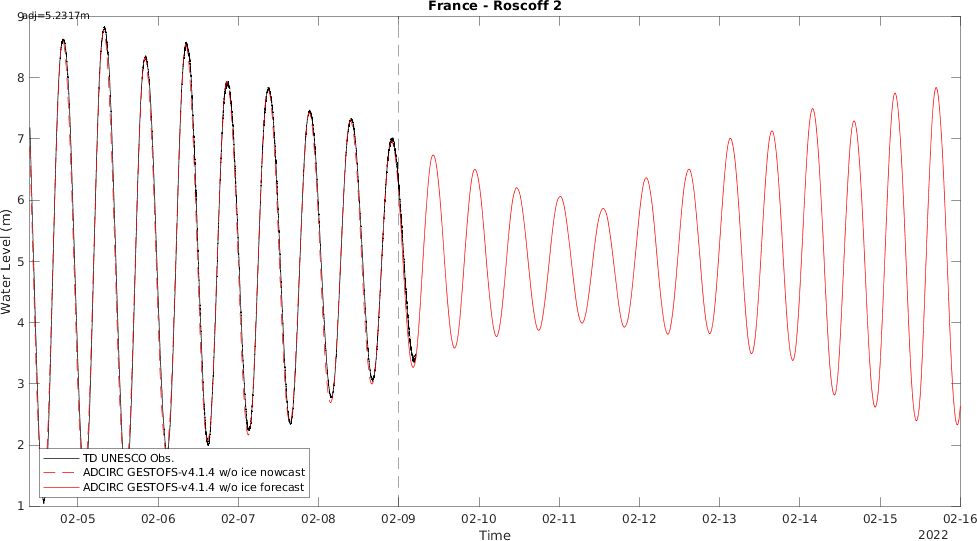 France - Roscoff 2
adj=5.2317m
9
8
7
6
5
4
3
2
1
Water Level (m)
TD UNESCO Obs.
ADCIRC GESTOFS-v4.1.4 w/o ice nowcast
ADCIRC GESTOFS-v4.1.4 w/o ice forecast
02-05 02-06 02-07 02-08 02-09 02-10 02-11 02-12 02-13 02-14 02-15 02-16
Time
2022